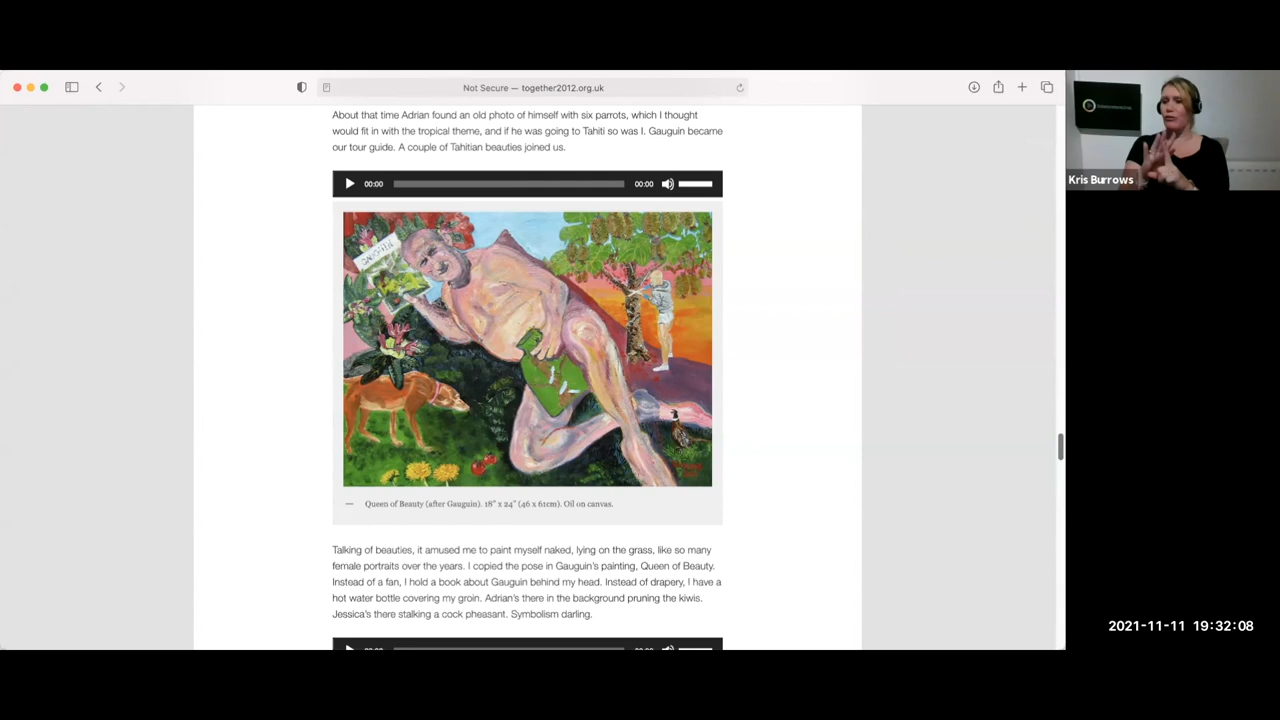 Not Secure — together2012.org.uk
About that time Adrian found an old photo of himself with six parrots, which I thought
would fit in with the tropical theme, and if he was going to Tahiti so was I. Gauguin became
our tour guide. A couple of Tahitian beauties joined us.
00:00 00:00
GAUGUIN
— Queen of Beauty (after Gauguin). 18" x 24" (46 x 61cm). Oil on canvas.
Talking of beauties, it amused me to paint myself naked, lying on the grass, like so many
female portraits over the years. I copied the pose in Gauguin's painting, Queen of Beauty.
Instead of a fan, I hold a book about Gauguin behind my head. Instead of drapery, I have a
hot water bottle covering my groin. Adrian's there in the background pruning the kiwis.
Jessica's there stalking a cock pheasant. Symbolism darling.
Kris Burrows
2021-11-11 19:32:08